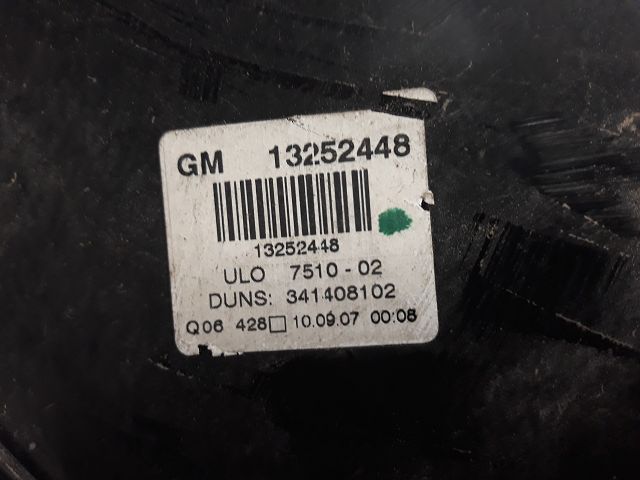 GM 13252448
13252448
ULO 7510-02
DUNS: 341408102
Q06 428□ 10.09.07 00:08